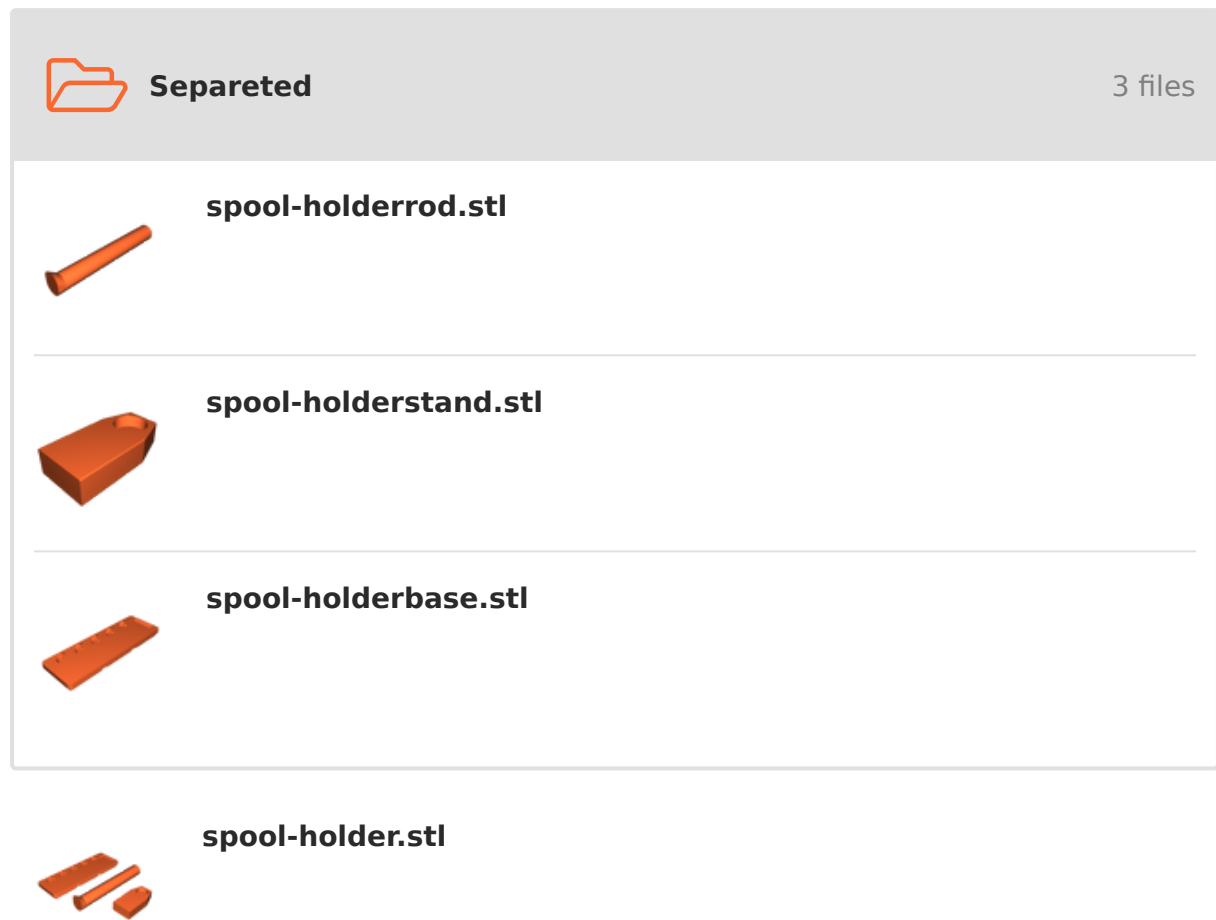 Separeted
3 files
spool-holderrod.stl
spool-holderstand.stl
spool-holderbase.stl
spool-holder.stl